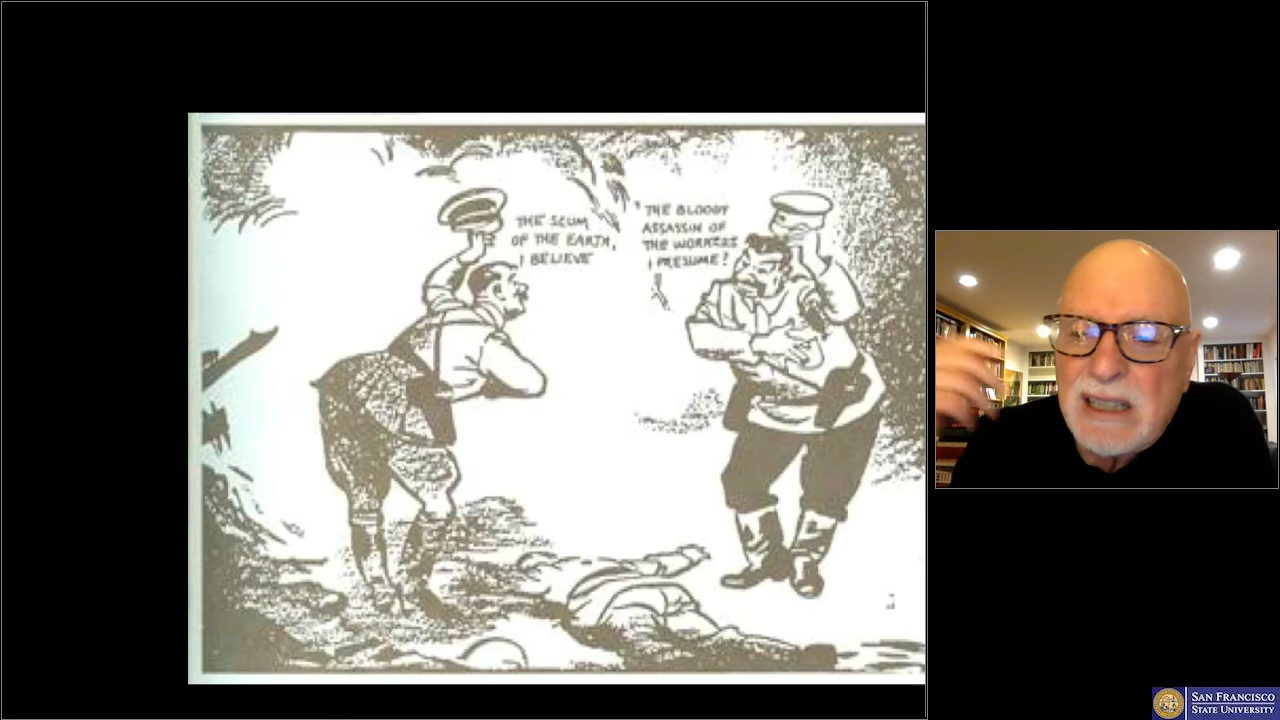 THE SCUM
OF THE EARTH,
I BELIEVE
"THE BLOODY
ASSASSIN OF
THE WORKERS
I PRESUME?
SAN FRANCISCO
STATE UNIVERSITY